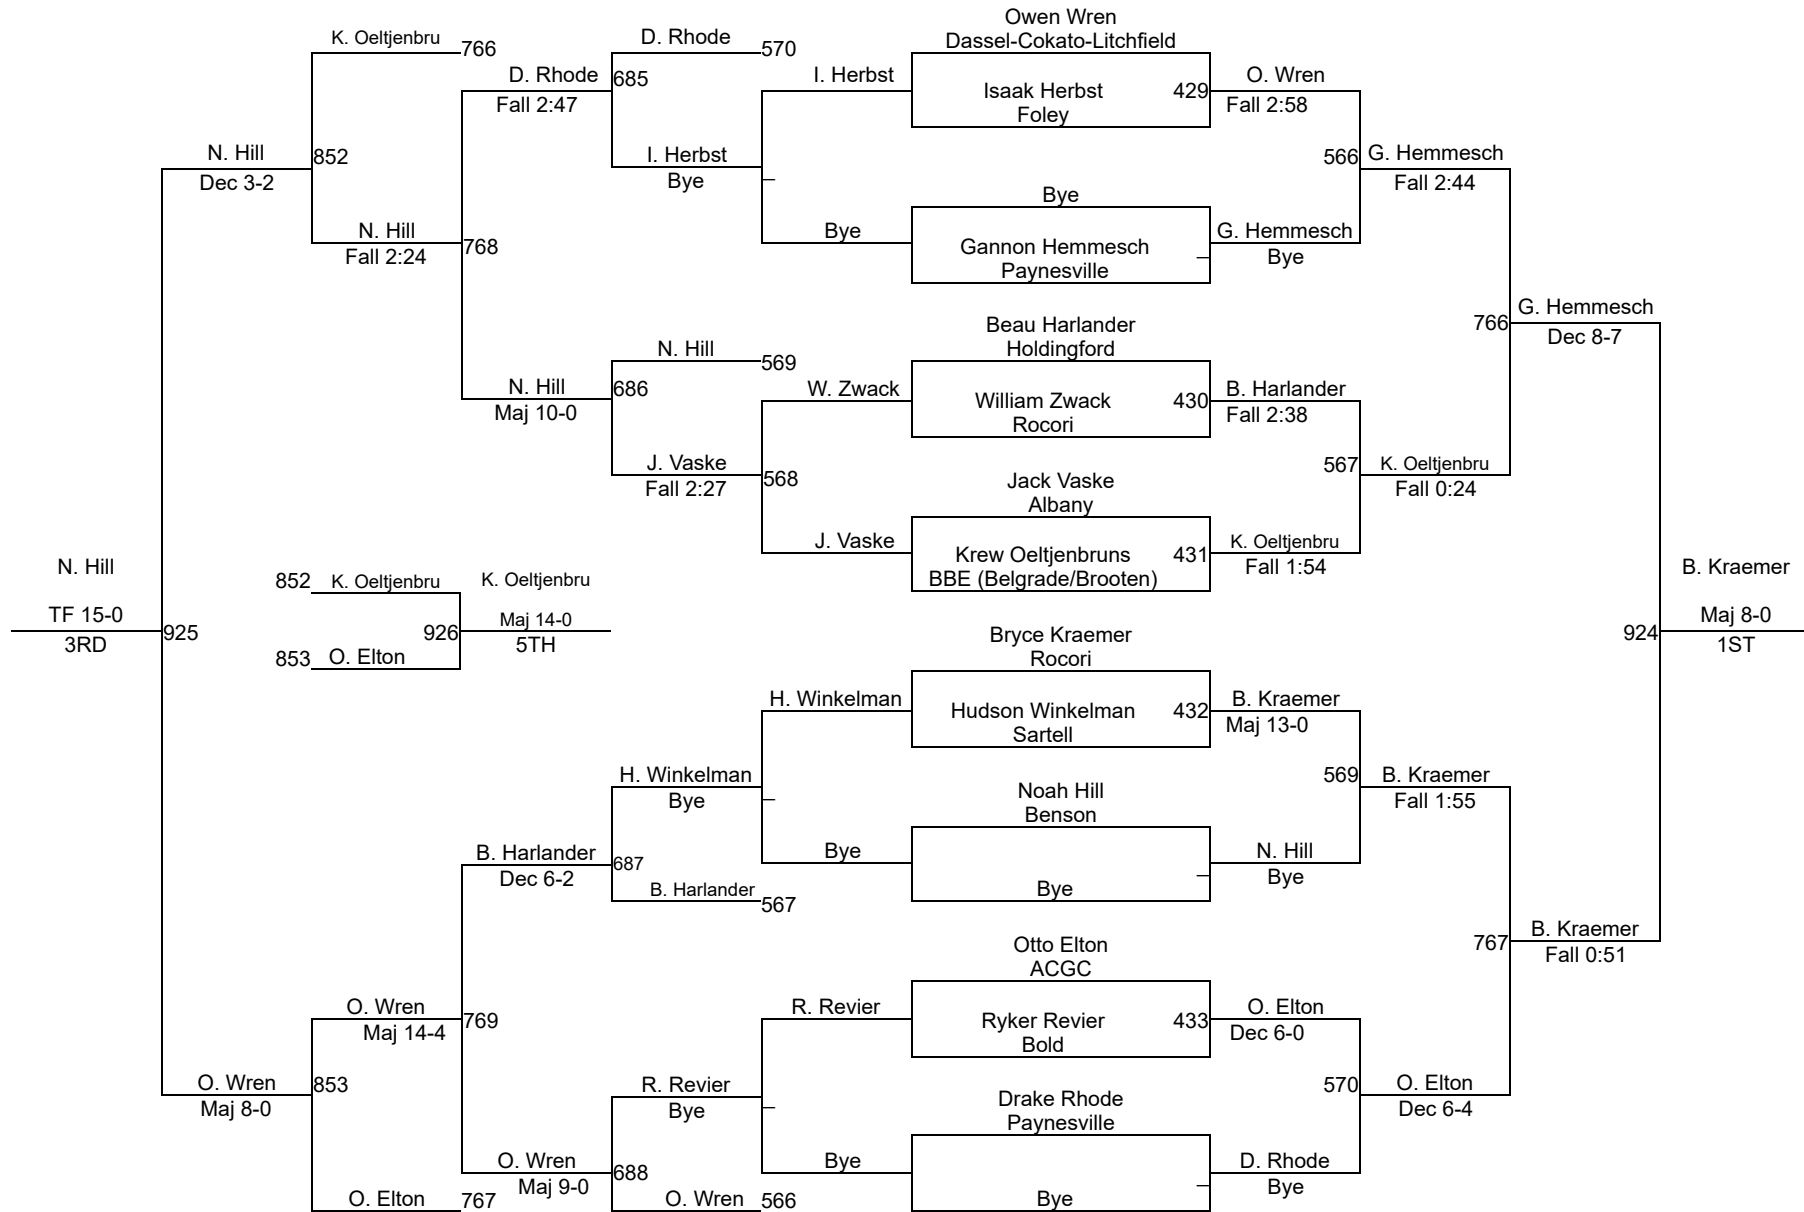 Owen Wren
K. Oeltjenbru
766
D. Rhode
570
Dassel-Cokato-Litchfield
D. Rhode
685
I. Herbst
O. Wren
Fall 2:47
Isaak Herbst
429
Fall 2:58
Foley
N. Hill
852
I. Herbst
566
G. Hemmesch
Dec 3-2
Bye
–
Fall 2:44
Bye
N. Hill
768
Bye
G. Hemmesch
Fall 2:24
Gannon Hemmesch
–
Bye
Paynesville
G. Hemmesch
766
Dec 8-7
Beau Harlander
N. Hill
569
Holdingford
N. Hill
686
W. Zwack
B. Harlander
Maj 10-0
William Zwack
430
Fall 2:38
Rocori
J. Vaske
568
567
K. Oeltjenbru
Fall 2:27
Jack Vaske
Fall 0:24
Albany
J. Vaske
K. Oeltjenbru
Krew Oeltjenbruns
431
Fall 1:54
BBE (Belgrade/Brooten)
N. Hill
B. Kraemer
852
K. Oeltjenbru
K. Oeltjenbru
TF 15-0
925
926
Maj 14-0
924
Maj 8-0
3RD
5TH
1ST
853
O. Elton
Bryce Kraemer
Rocori
H. Winkelman
B. Kraemer
Hudson Winkelman
432
Maj 13-0
Sartell
H. Winkelman
569
B. Kraemer
Bye
–
Noah Hill
Fall 1:55
Benson
B. Harlander
687
Bye
N. Hill
Dec 6-2
–
Bye
B. Harlander
567
Bye
Otto Elton
767
B. Kraemer
ACGC
Fall 0:51
O. Wren
769
R. Revier
O. Elton
Maj 14-4
Ryker Revier
433
Dec 6-0
Bold
O. Wren
853
R. Revier
570
O. Elton
Maj 8-0
Bye
–
Drake Rhode
Dec 6-4
Paynesville
O. Wren
688
Bye
D. Rhode
Maj 9-0
–
Bye
O. Elton
767
O. Wren
566
Bye